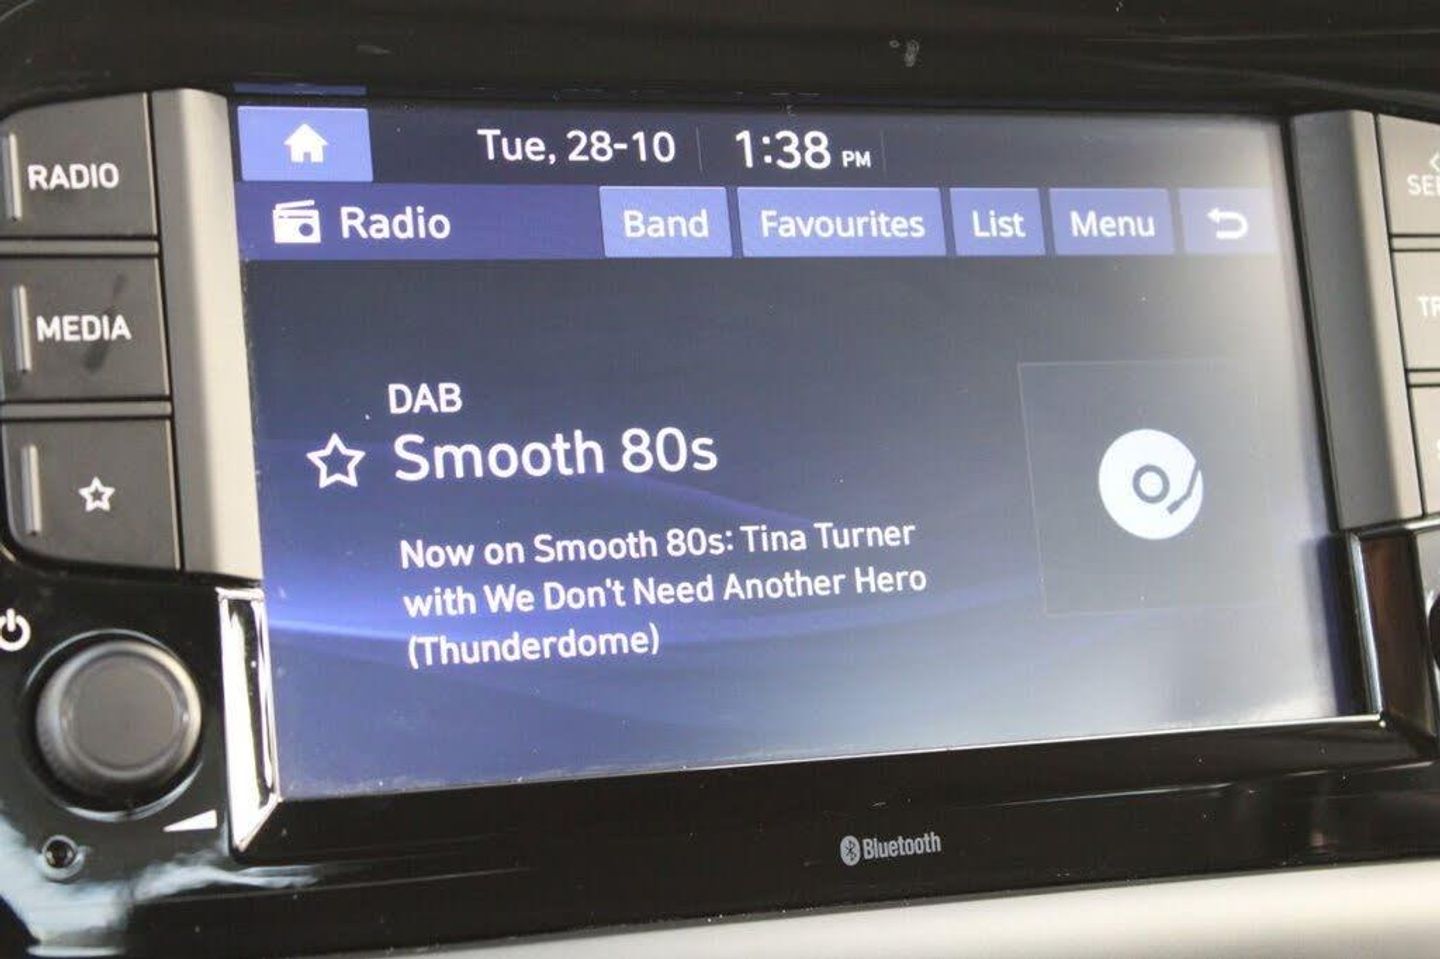 RADIO
MEDIA
Tue, 28-10 1:38 PM
Radio Band Favourites List Menu
DAB
Smooth 80s
Now on Smooth 80s: Tina Turner
with We Don't Need Another Hero
(Thunderdome)
Bluetooth